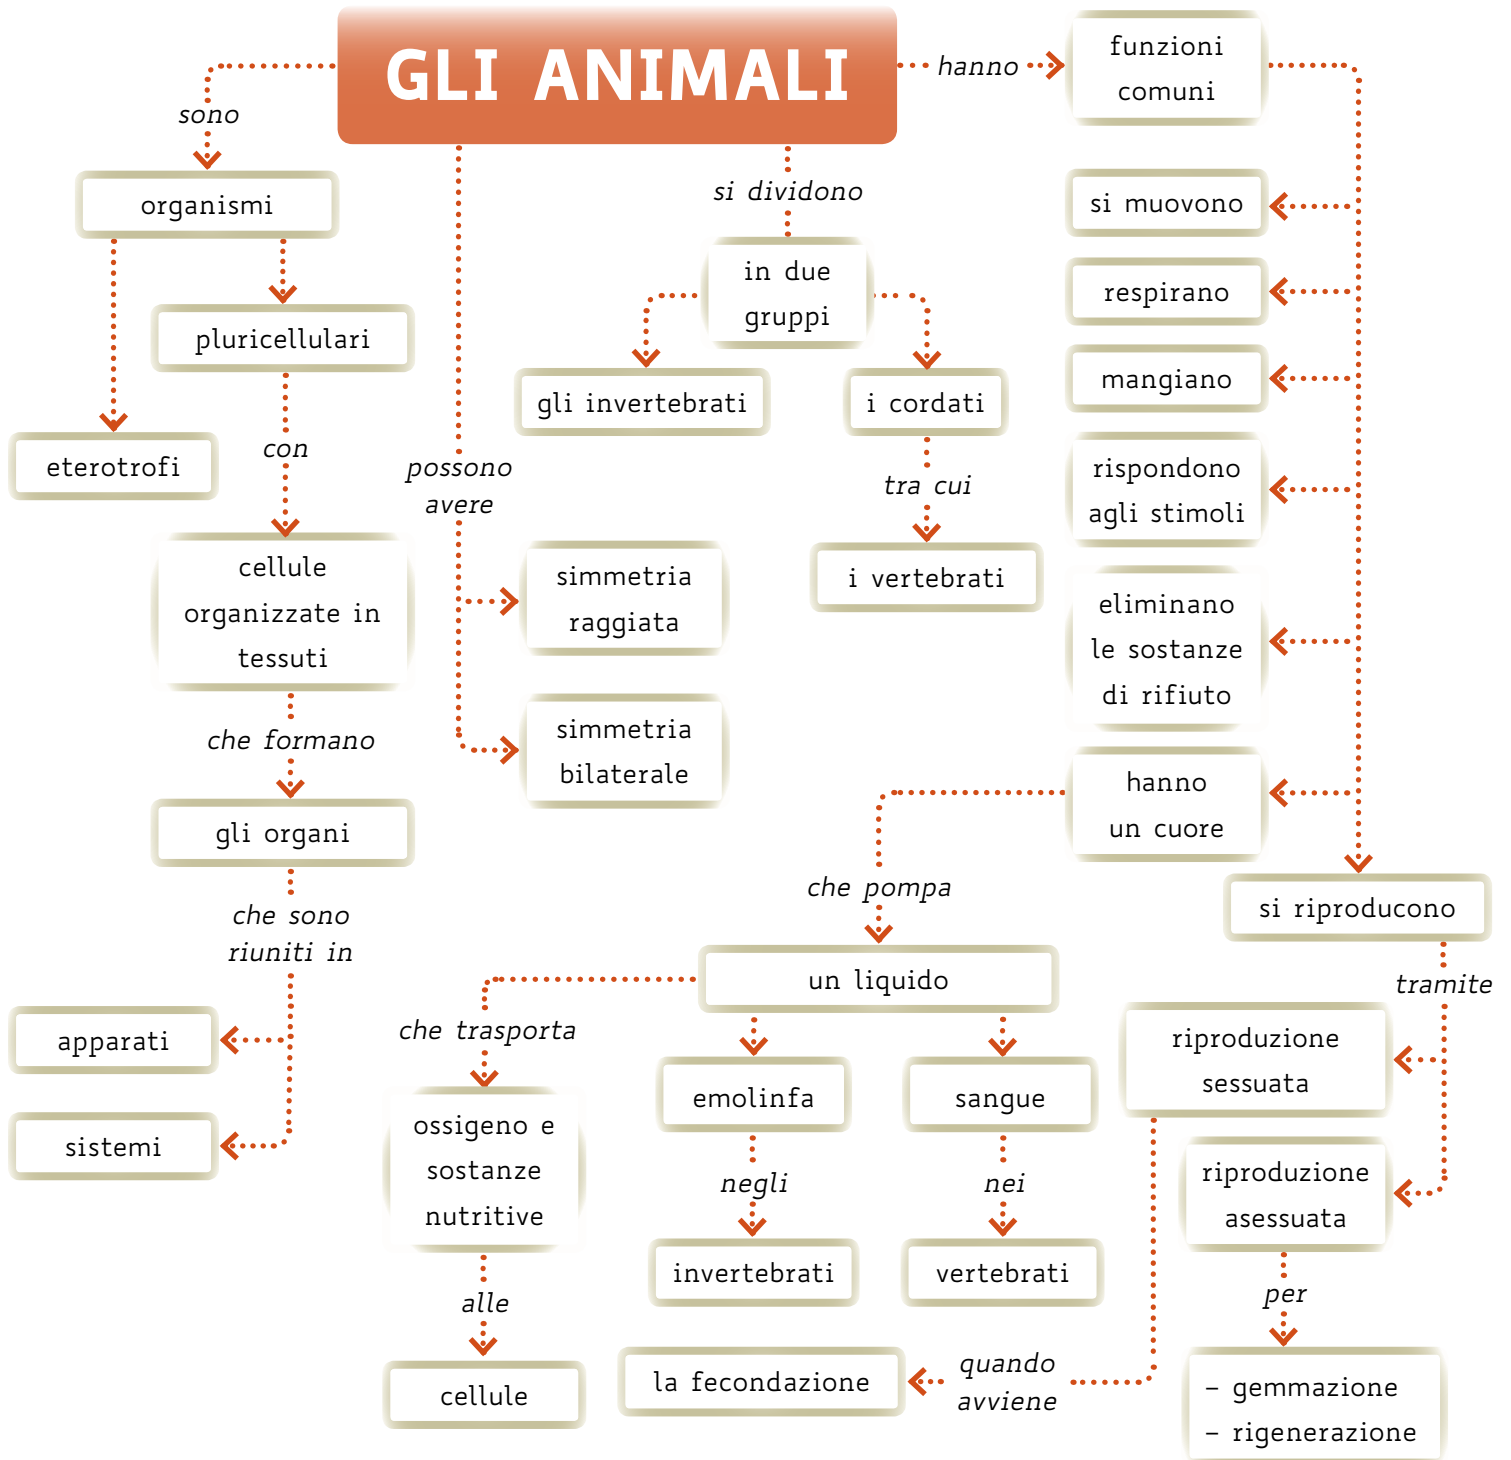 GLI ANIMALI
sono
organismi
pluricellulari
eterotrofi
con
cellule
organizzate in
tessuti
che formano
gli organi
che sono
riuniti in
apparati
sistemi
possono
avere
simmetria
raggiata
simmetria
bilaterale
si dividono
in due
gruppi
gli invertebrati
i cordati
tra cui
i vertebrati
hanno
funzioni
comuni
si muovono
respirano
mangiano
rispondono
agli stimoli
eliminano
le sostanze
di rifiuto
hanno
un cuore
che pompa
un liquido
che trasporta
ossigeno e
sostanze
nutritive
alle
cellule
emolinfa
negli
invertebrati
sangue
nei
vertebrati
si riproducono
tramite
riproduzione
sessuata
quando
avviene
la fecondazione
riproduzione
asessuata
per
– gemmazione
– rigenerazione